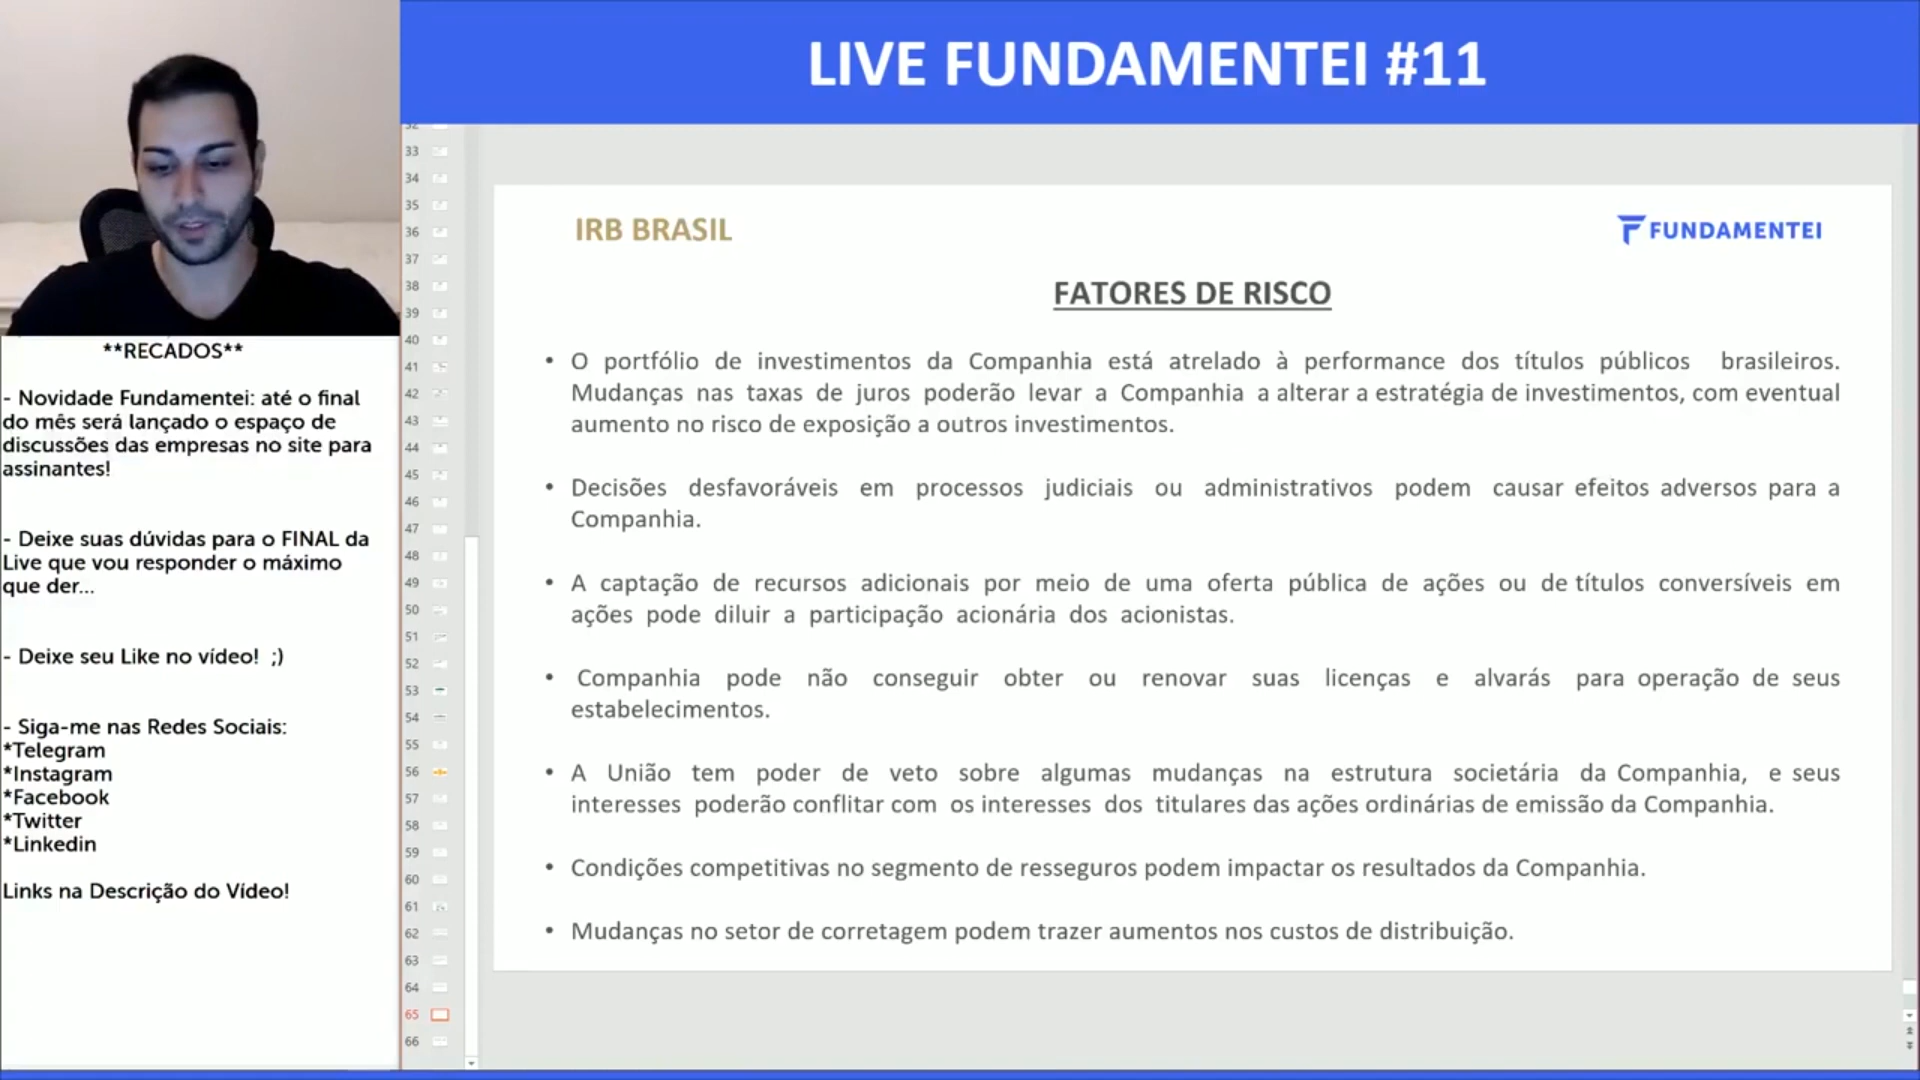 LIVE FUNDAMENTEI #11
**RECADOS**
- Novidade Fundamentei: até o final
do mês será lançado o espaço de
discussões das empresas no site para
assinantes!
- Deixe suas dúvidas para o FINAL da
Live que vou responder o máximo
que der...
- Deixe seu Like no vídeo! ;)
- Siga-me nas Redes Sociais:
*Telegram
*Instagram
*Facebook
*Twitter
*Linkedin
Links na Descrição do Vídeo!
32
33
34
35
36
37
38
39
40
41
42
43
44
45
46
47
48
49
50
51
52
53
54
55
56
57
58
59
60
61
62
63
64
65
66
IRB BRASIL
FUNDAMENTEI
FATORES DE RISCO
• O portfólio de investimentos da Companhia está atrelado à performance dos títulos públicos brasileiros.
Mudanças nas taxas de juros poderão levar a Companhia a alterar a estratégia de investimentos, com eventual
aumento no risco de exposição a outros investimentos.
• Decisões desfavoráveis em processos judiciais ou administrativos podem causar efeitos adversos para a
Companhia.
• A captação de recursos adicionais por meio de uma oferta pública de ações ou de títulos conversíveis em
ações pode diluir a participação acionária dos acionistas.
• Companhia pode não conseguir obter ou renovar suas licenças e alvarás para operação de seus
estabelecimentos.
• A União tem poder de veto sobre algumas mudanças na estrutura societária da Companhia, e seus
interesses poderão conflitar com os interesses dos titulares das ações ordinárias de emissão da Companhia.
• Condições competitivas no segmento de resseguros podem impactar os resultados da Companhia.
• Mudanças no setor de corretagem podem trazer aumentos nos custos de distribuição.